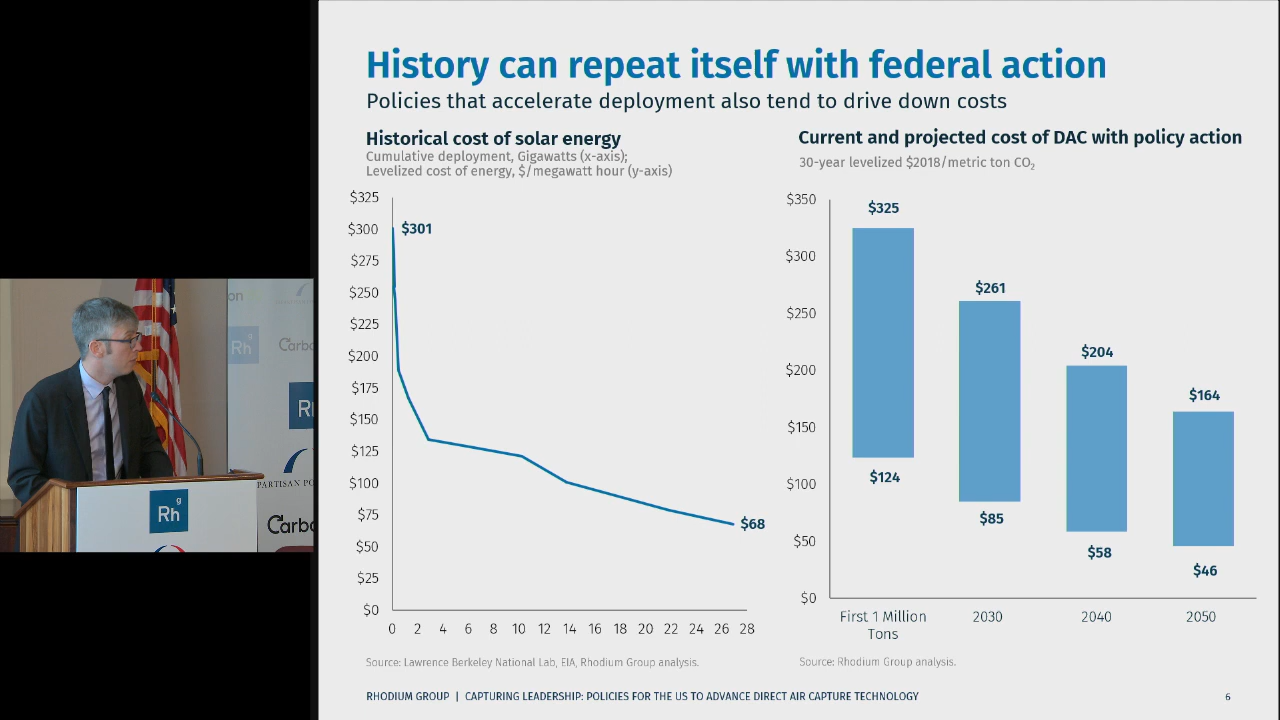 History can repeat itself with federal action
Policies that accelerate deployment also tend to drive down costs
Historical cost of solar energy
Cumulative deployment, Gigawatts (x-axis);
Levelized cost of energy, $/megawatt hour (y-axis)
$325
$300
$275
$250
$225
$200
$175
$150
$125
$100
$75
$50
$25
$0
$301
$68
0 2 4 6 8 10 12 14 16 18 20 22 24 26 28
Source: Lawrence Berkeley National Lab, EIA, Rhodium Group analysis.
Current and projected cost of DAC with policy action
30-year levelized $2018/metric ton CO₂
$350
$300
$250
$200
$150
$100
$50
$0
$325
$124
$261
$85
$204
$58
$164
$46
First 1 Million
Tons
2030
2040
2050
Source: Rhodium Group analysis.
RHODIUM GROUP | CAPTURING LEADERSHIP: POLICIES FOR THE US TO ADVANCE DIRECT AIR CAPTURE TECHNOLOGY
6
on
Rh
Carbo
R
PARTISAN PO
Rh
g
Carbo